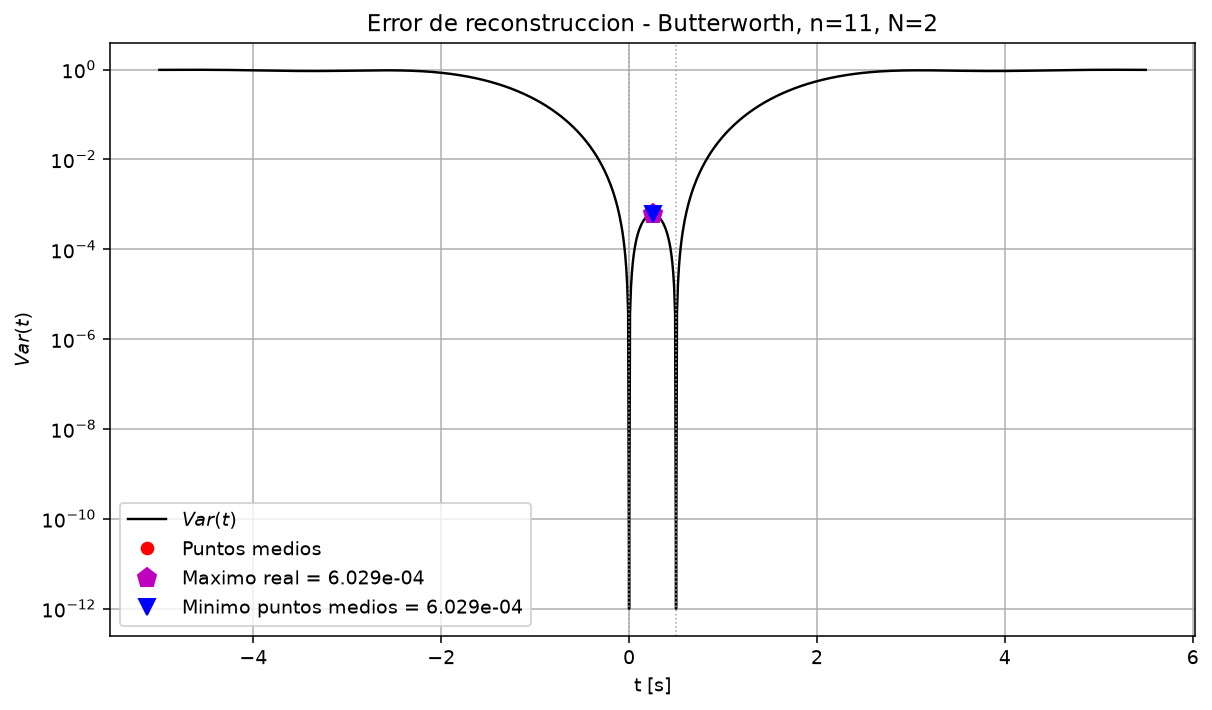 Error de reconstruccion - Butterworth, n=11, N=2
Var(t)
10⁰
10⁻²
10⁻⁴
10⁻⁶
10⁻⁸
10⁻¹⁰
10⁻¹²
Var(t)
Puntos medios
Maximo real = 6.029e-04
Minimo puntos medios = 6.029e-04
−4 −2 0 2 4 6
t [s]